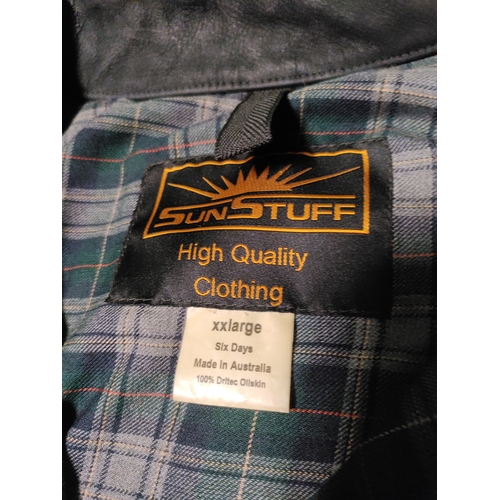 SUNSTUFF
High Quality
Clothing
xxlarge
Six Days
Made in Australia
100% Dritec Oilskin